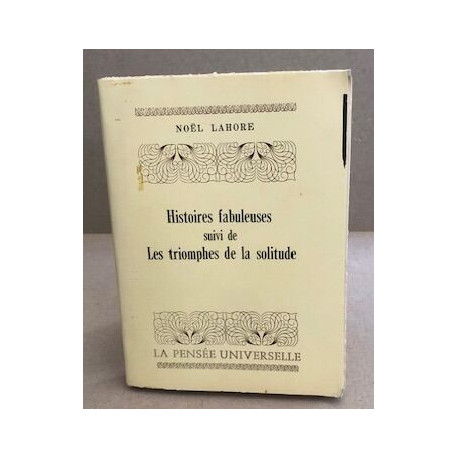 NOËL LAHORE
Histoires fabuleuses
suivi de
Les triomphes de la solitude
LA PENSÉE UNIVERSELLE